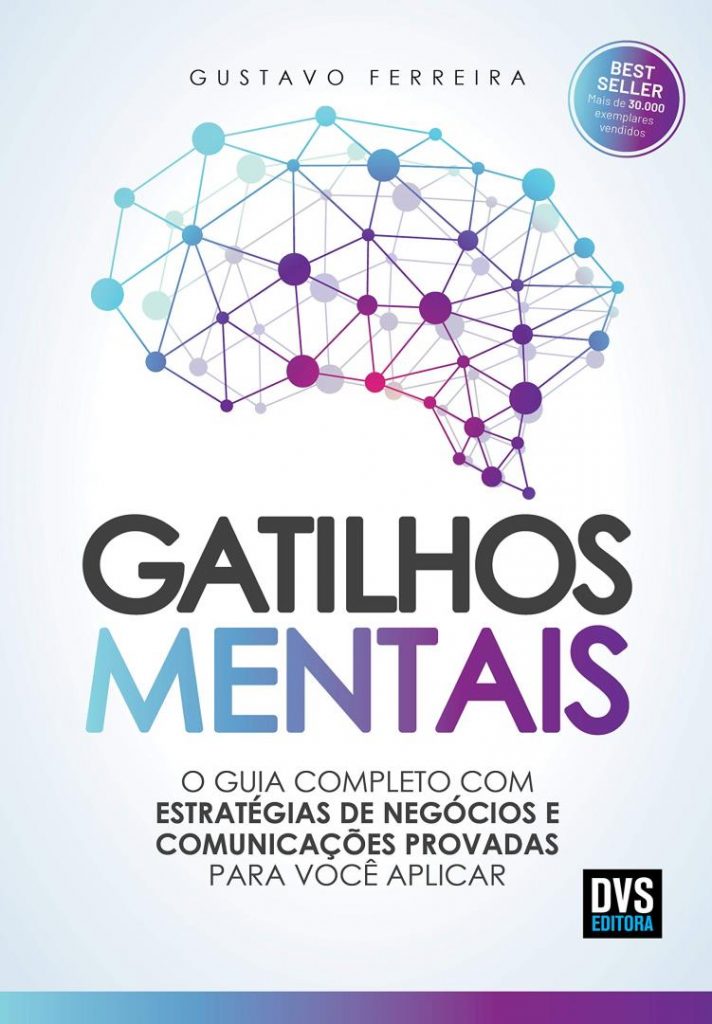 GUSTAVO FERREIRA
BEST
SELLER
Mais de 30.000
exemplares
vendidos
GATILHOS
MENTAIS
O GUIA COMPLETO COM
ESTRATÉGIAS DE NEGÓCIOS E
COMUNICAÇÕES PROVADAS
PARA VOCÊ APLICAR
DVS
EDITORA